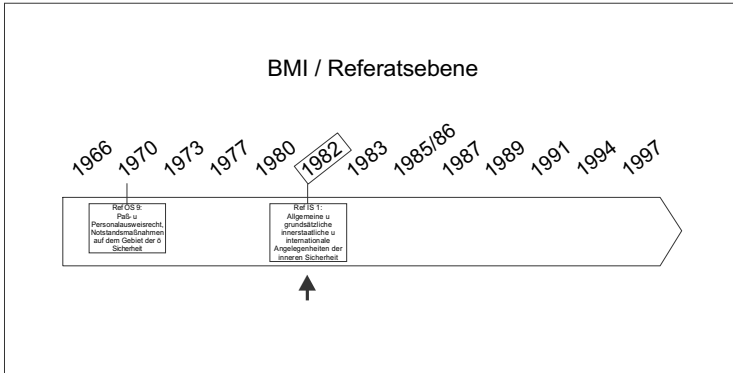 BMI / Referatsebene
1966
1970
1973
1977
1980
1982
1983
1985/86
1987
1989
1991
1994
1997
Ref ÖS 9:
Paß- u
Personalausweisrecht,
Notstandsmaßnahmen
auf dem Gebiet der ö
Sicherheit
Ref IS 1:
Allgemeine u
grundsätzliche
innerstaatliche u
internationale
Angelegenheiten der
inneren Sicherheit